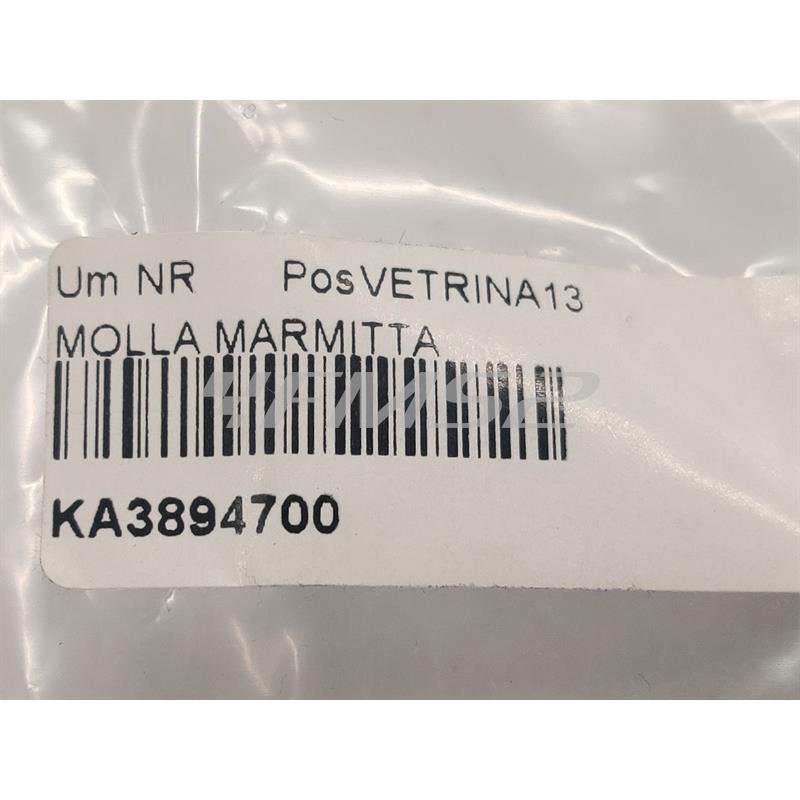 Um NR PosVETRINA13
MOLLA MARMITTA
KA3894700